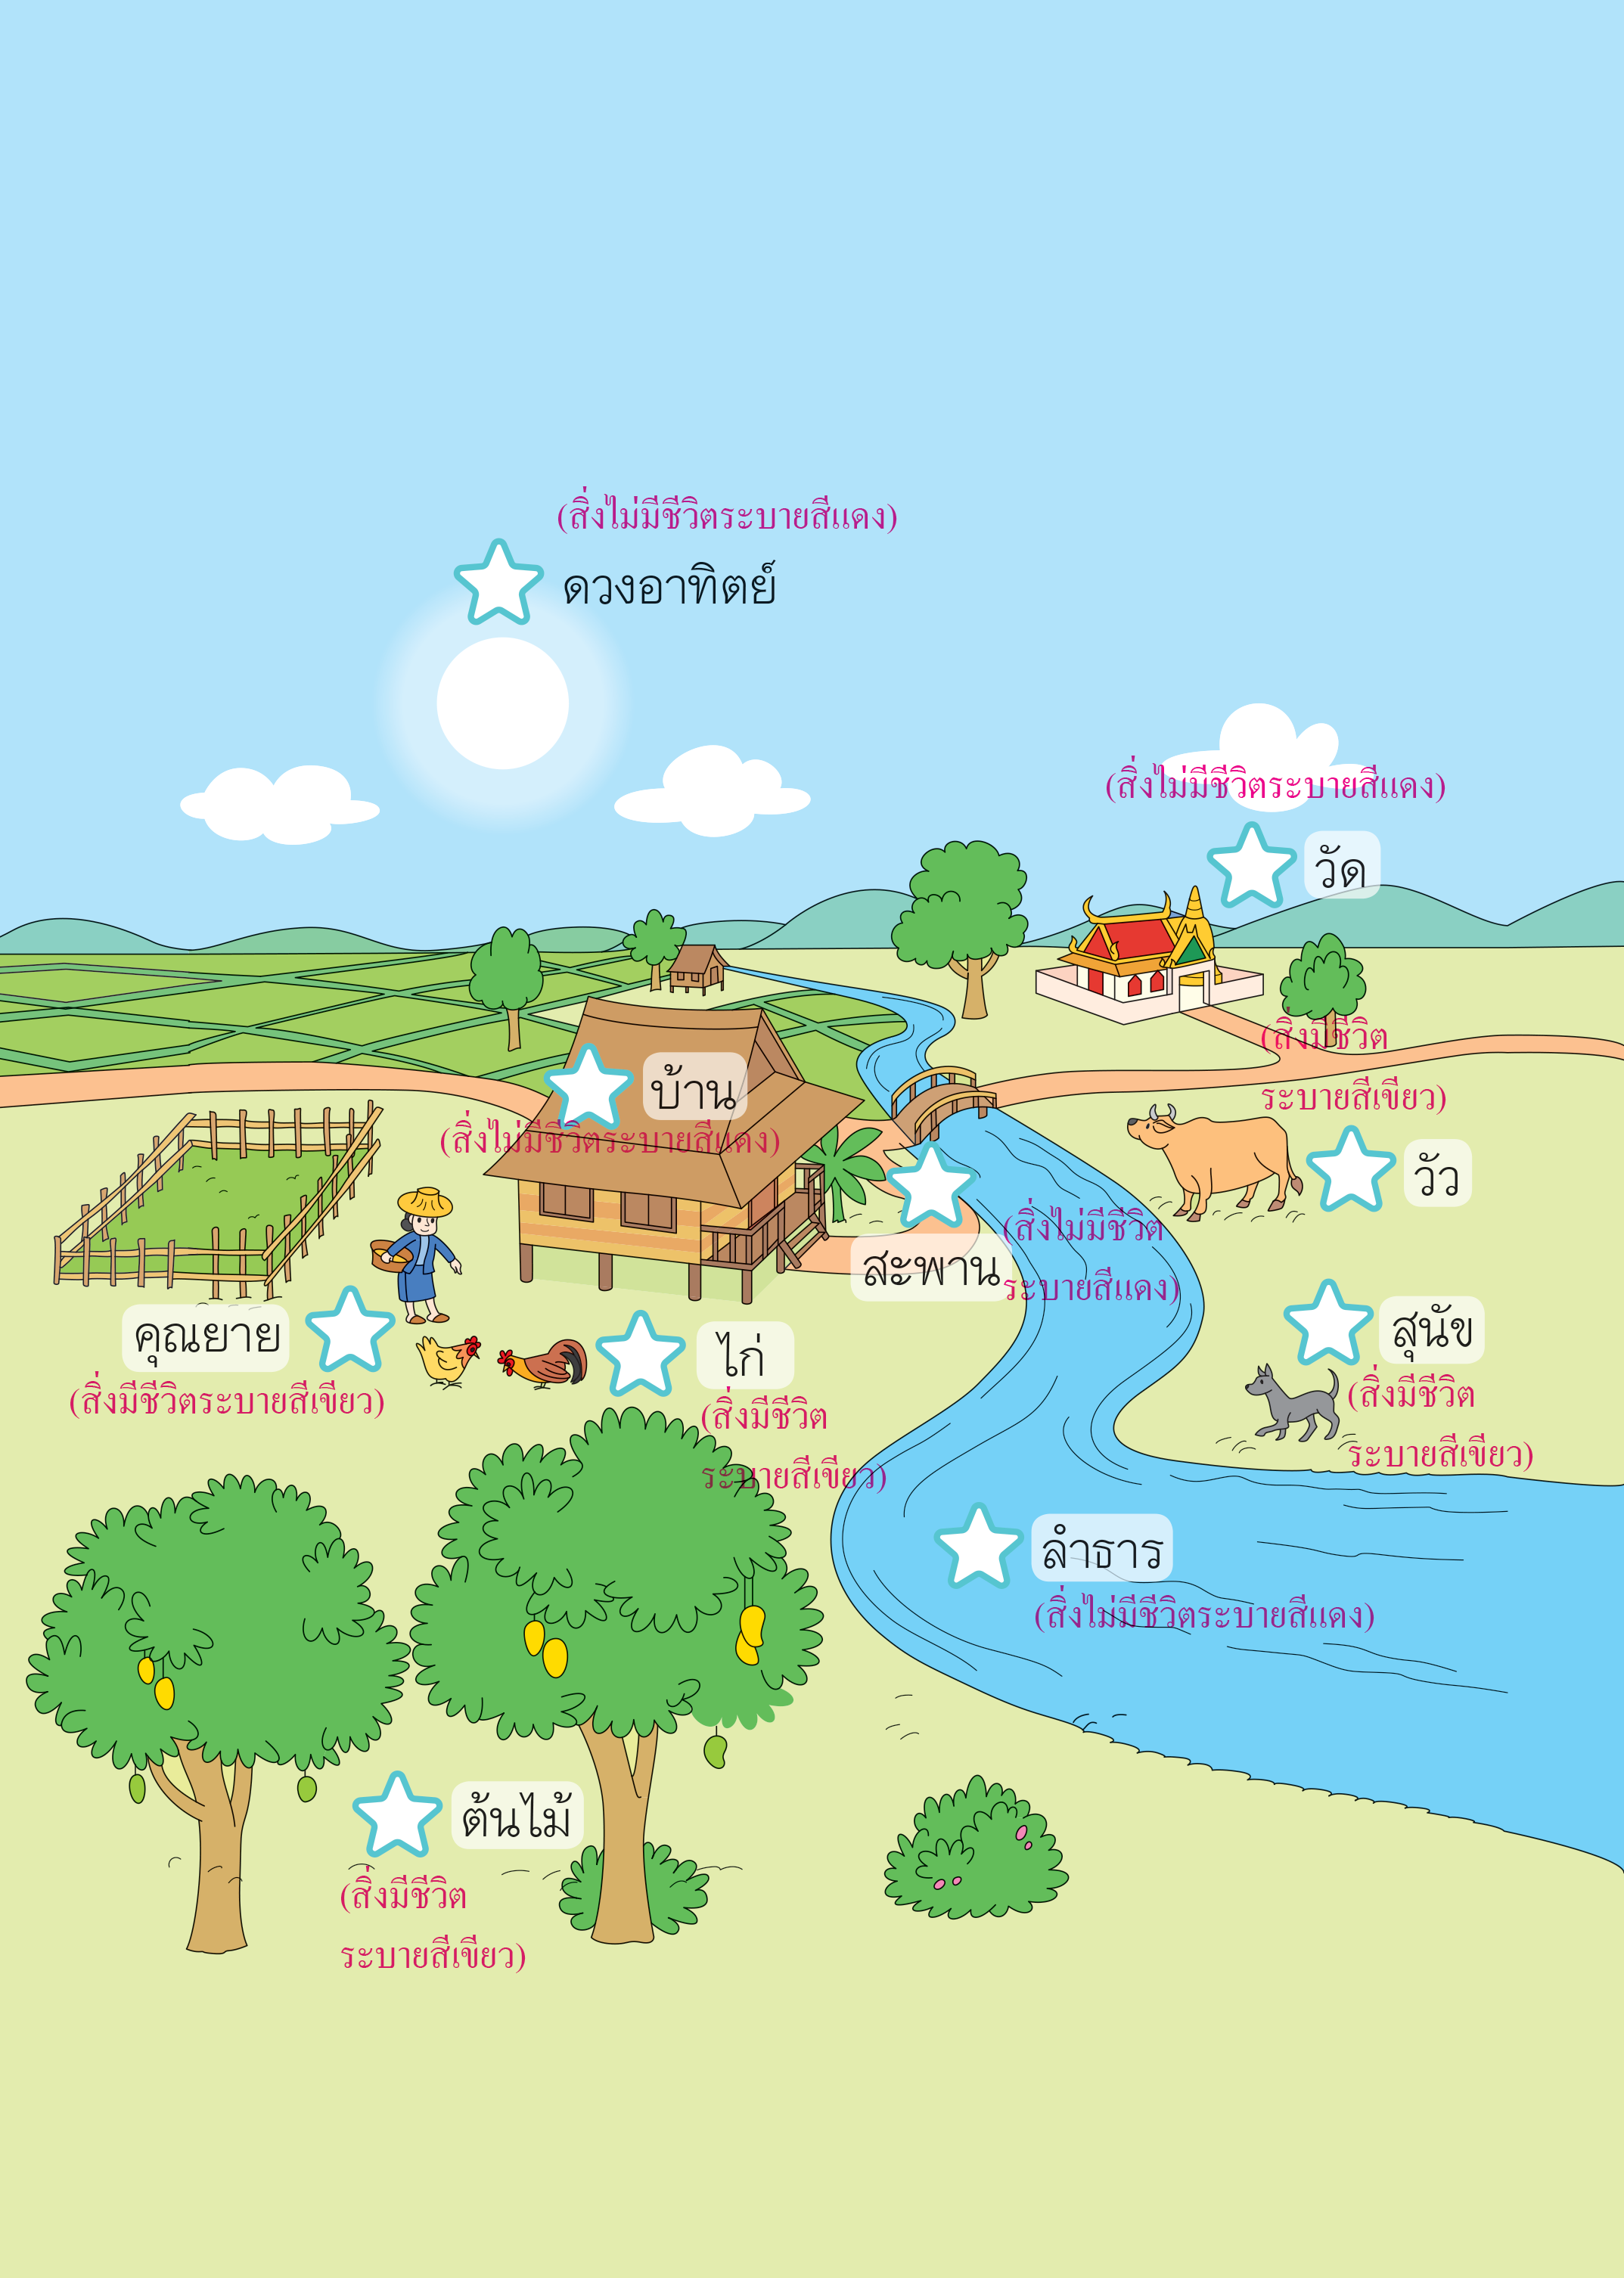 (สิ่งไม่มีชีวิตระบายสีแดง)
ดวงอาทิตย์
(สิ่งไม่มีชีวิตระบายสีแดง)
วัด
(สิ่งมีชีวิต
ระบายสีเขียว)
บ้าน
(สิ่งไม่มีชีวิตระบายสีแดง)
วัว
(สิ่งไม่มีชีวิต
ระบายสีแดง)
สะพาน
คุณยาย
(สิ่งมีชีวิตระบายสีเขียว)
ไก่
(สิ่งมีชีวิต
ระบายสีเขียว)
สุนัข
(สิ่งมีชีวิต
ระบายสีเขียว)
ลำธาร
(สิ่งไม่มีชีวิตระบายสีแดง)
ต้นไม้
(สิ่งมีชีวิต
ระบายสีเขียว)